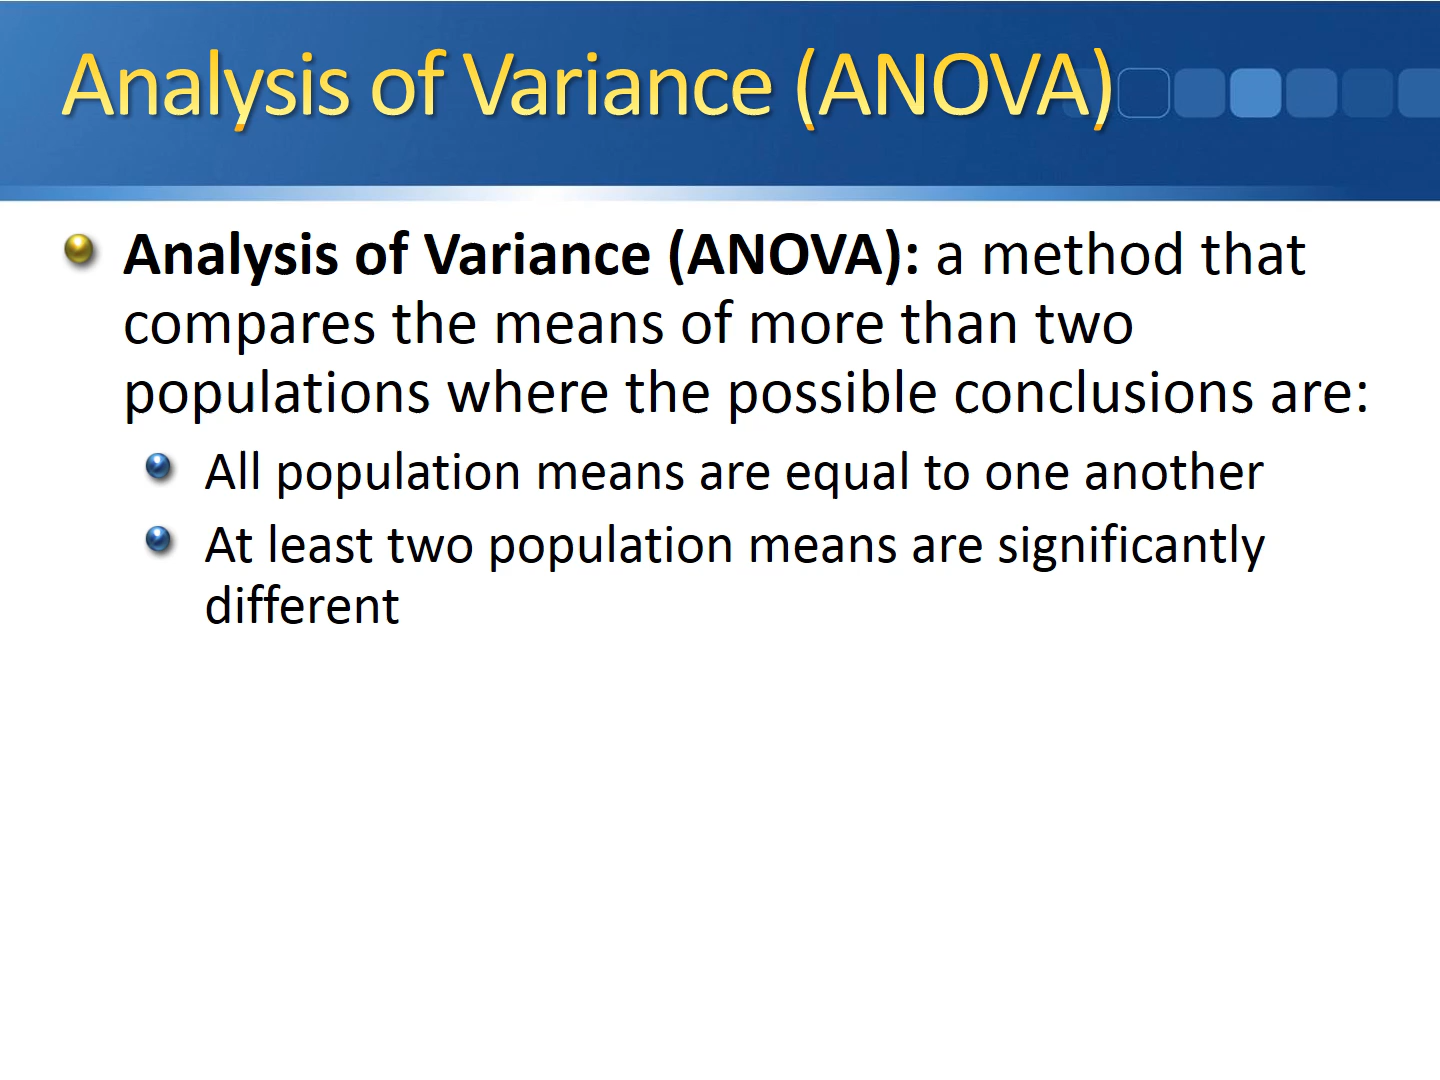 Analysis of Variance (ANOVA)
Analysis of Variance (ANOVA): a method that
compares the means of more than two
populations where the possible conclusions are:
All population means are equal to one another
At least two population means are significantly
different